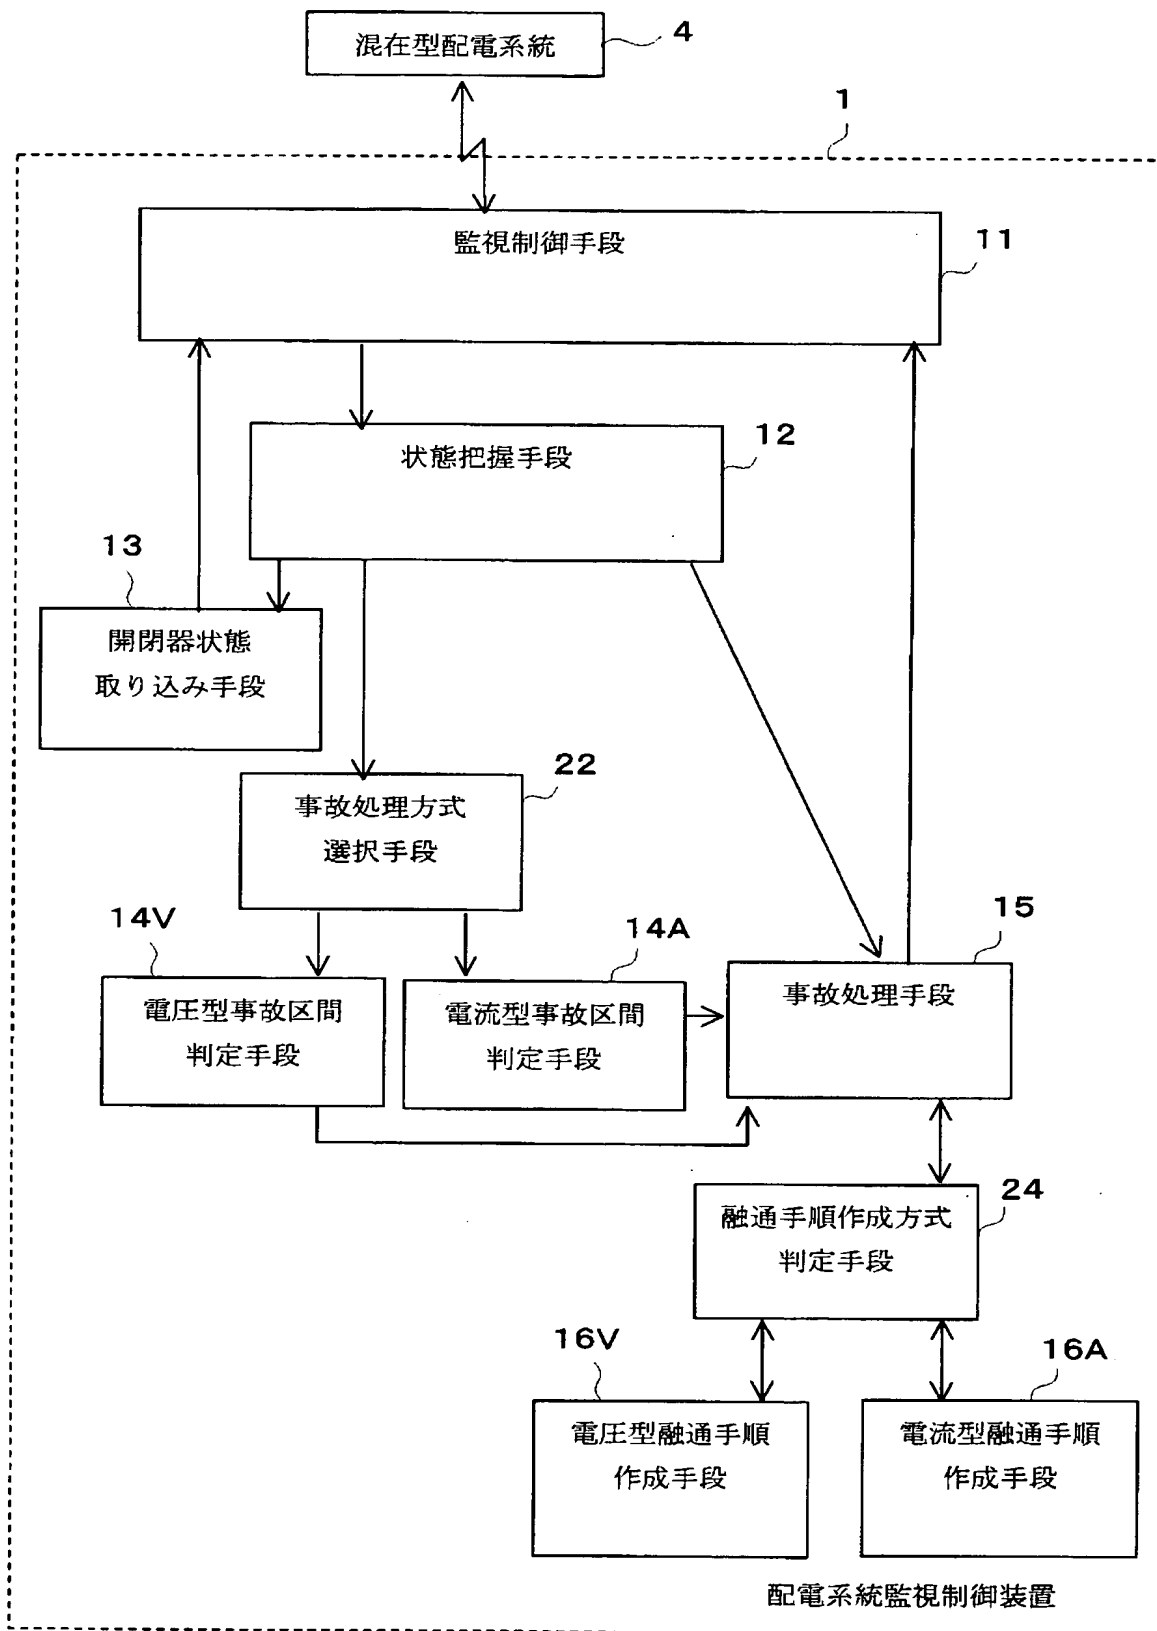 混在型配電系統
4
1
監視制御手段
11
状態把握手段
12
13
開閉器状態
取り込み手段
22
事故処理方式
選択手段
14V
電圧型事故区間
判定手段
14A
電流型事故区間
判定手段
15
事故処理手段
24
融通手順作成方式
判定手段
16V
電圧型融通手順
作成手段
16A
電流型融通手順
作成手段
配電系統監視制御装置